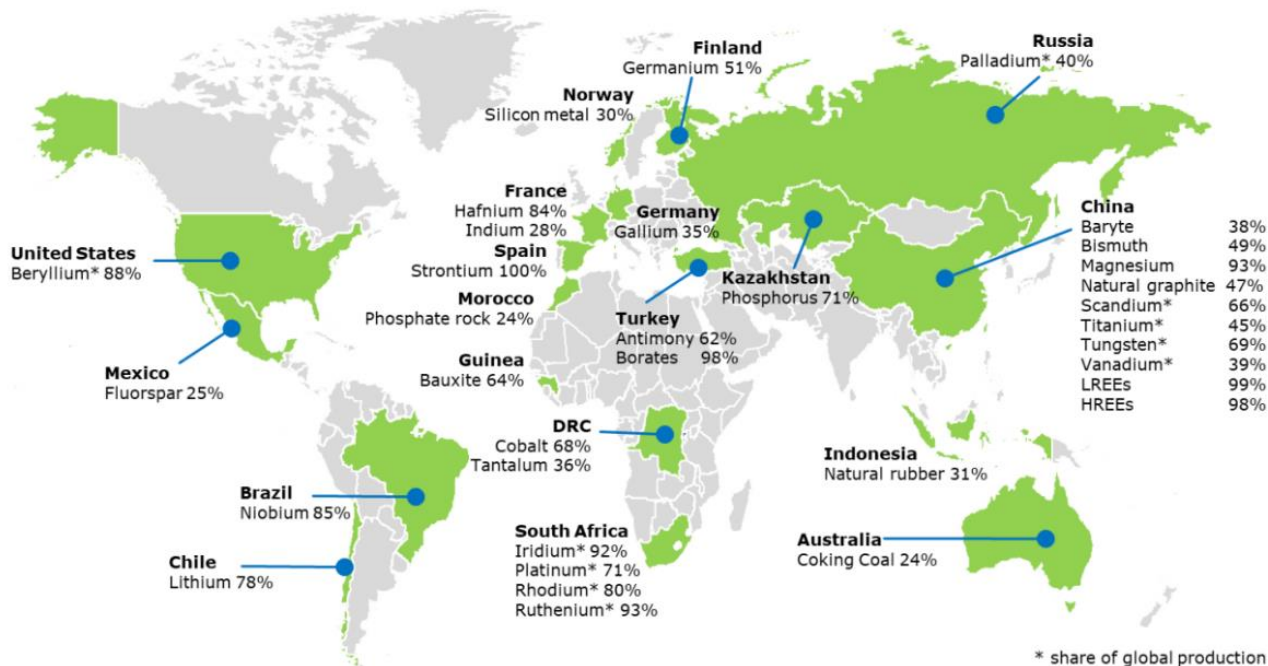 Finland
Germanium 51%
Russia
Palladium* 40%
Norway
Silicon metal 30%
France
Hafnium 84%
Indium 28%
Germany
Gallium 35%
Spain
Strontium 100%
Morocco
Phosphate rock 24%
United States
Beryllium* 88%
Mexico
Fluorspar 25%
Guinea
Bauxite 64%
Turkey
Antimony 62%
Borates 98%
Kazakhstan
Phosphorus 71%
China
Baryte 38%
Bismuth 49%
Magnesium 93%
Natural graphite 47%
Scandium* 66%
Titanium* 45%
Tungsten* 69%
Vanadium* 39%
LREEs 99%
HREEs 98%
DRC
Cobalt 68%
Tantalum 36%
Indonesia
Natural rubber 31%
Brazil
Niobium 85%
Chile
Lithium 78%
South Africa
Iridium* 92%
Platinum* 71%
Rhodium* 80%
Ruthenium* 93%
Australia
Coking Coal 24%
* share of global production